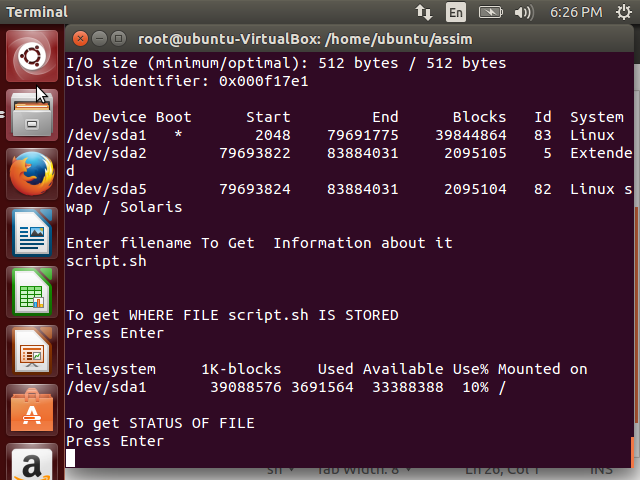 Terminal
En
6:26 PM
root@ubuntu-VirtualBox: /home/ubuntu/assim
I/O size (minimum/optimal): 512 bytes / 512 bytes
Disk identifier: 0x000f17e1
Device Boot Start End Blocks Id System
/dev/sda1 * 2048 79691775 39844864 83 Linux
/dev/sda2 79693822 83884031 2095105 5 Extende
d
/dev/sda5 79693824 83884031 2095104 82 Linux s
wap / Solaris
Enter filename To Get Information about it
script.sh
To get WHERE FILE script.sh IS STORED
Press Enter
Filesystem 1K-blocks Used Available Use% Mounted on
/dev/sda1 39088576 3691564 33388388 10% /
To get STATUS OF FILE
Press Enter
sh Tab Width: 8 Ln 26, Col 1 INS